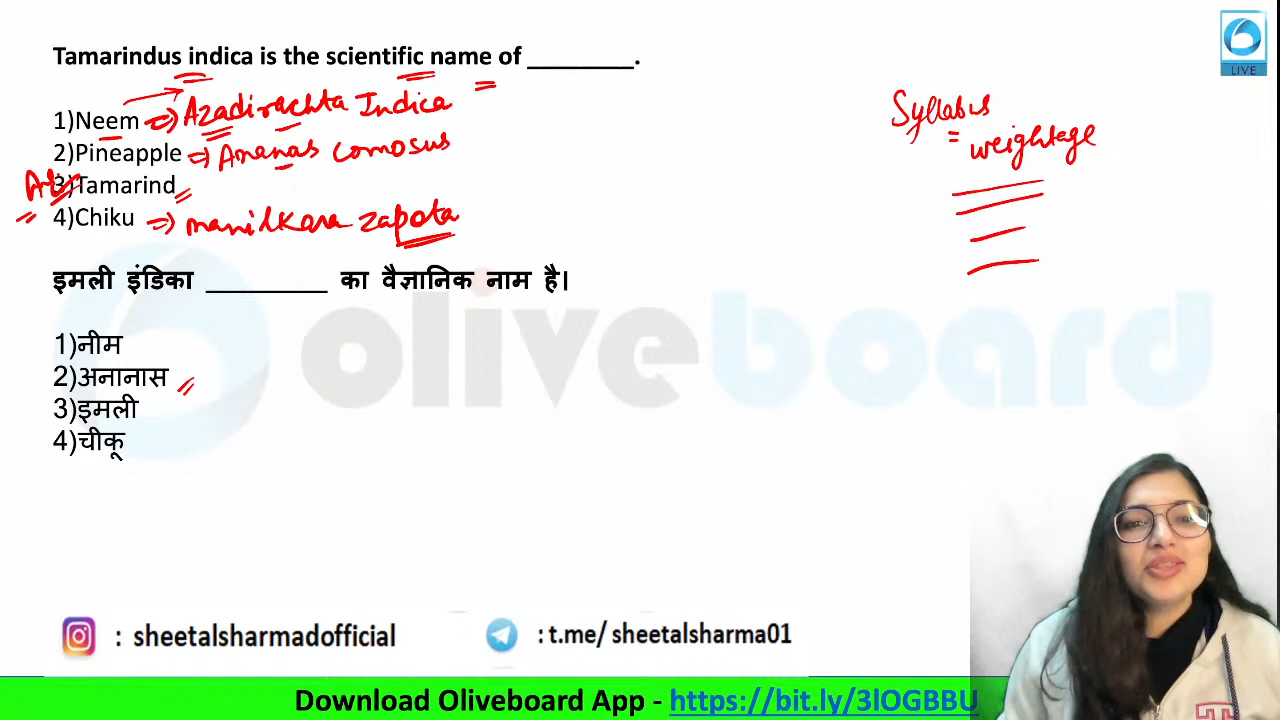 Tamarindus indica is the scientific name of ________.
1)Neem => Azadirachta Indica
2)Pineapple => Ananas comosus
3)Tamarind
4)Chiku => manilkara zapota
Syllabus
= weightage
इमली इंडिका _________ का वैज्ञानिक नाम है।
1)नीम
2)अनानास
3)इमली
4)चीकू
oliveboard
LIVE
: sheetalsharmadofficial
: t.me/ sheetalsharma01
Download Oliveboard App - https://bit.ly/3lOGBBU